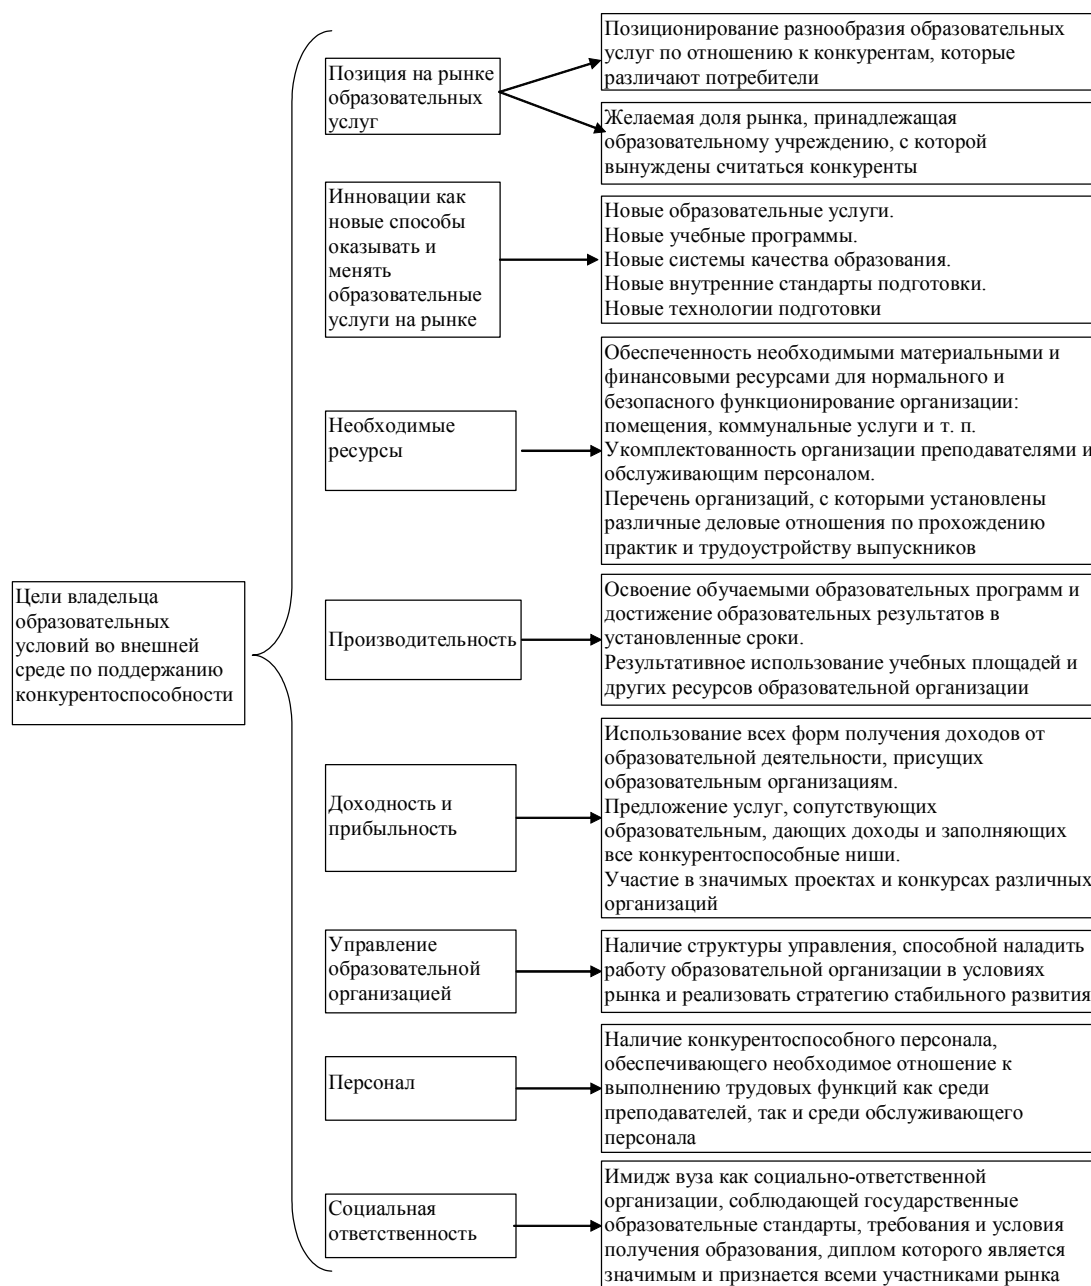 Цели владельца
образовательных
условий во внешней
среде по поддержанию
конкурентоспособности
Позиция на рынке
образовательных
услуг
Позиционирование разнообразия образовательных
услуг по отношению к конкурентам, которые
различают потребители
Желаемая доля рынка, принадлежащая
образовательному учреждению, с которой
вынуждены считаться конкуренты
Инновации как
новые способы
оказывать и
менять
образовательные
услуги на рынке
Новые образовательные услуги.
Новые учебные программы.
Новые системы качества образования.
Новые внутренние стандарты подготовки.
Новые технологии подготовки
Необходимые
ресурсы
Обеспеченность необходимыми материальными и
финансовыми ресурсами для нормального и
безопасного функционирование организации:
помещения, коммунальные услуги и т. п.
Укомплектованность организации преподавателями и
обслуживающим персоналом.
Перечень организаций, с которыми установлены
различные деловые отношения по прохождению
практик и трудоустройству выпускников
Производительность
Освоение обучаемыми образовательных программ и
достижение образовательных результатов в
установленные сроки.
Результативное использование учебных площадей и
других ресурсов образовательной организации
Доходность и
прибыльность
Использование всех форм получения доходов от
образовательной деятельности, присущих
образовательным организациям.
Предложение услуг, сопутствующих
образовательным, дающих доходы и заполняющих
все конкурентоспособные ниши.
Участие в значимых проектах и конкурсах различных
организаций
Управление
образовательной
организацией
Наличие структуры управления, способной наладить
работу образовательной организации в условиях
рынка и реализовать стратегию стабильного развития
Персонал
Наличие конкурентоспособного персонала,
обеспечивающего необходимое отношение к
выполнению трудовых функций как среди
преподавателей, так и среди обслуживающего
персонала
Социальная
ответственность
Имидж вуза как социально-ответственной
организации, соблюдающей государственные
образовательные стандарты, требования и условия
получения образования, диплом которого является
значимым и признается всеми участниками рынка